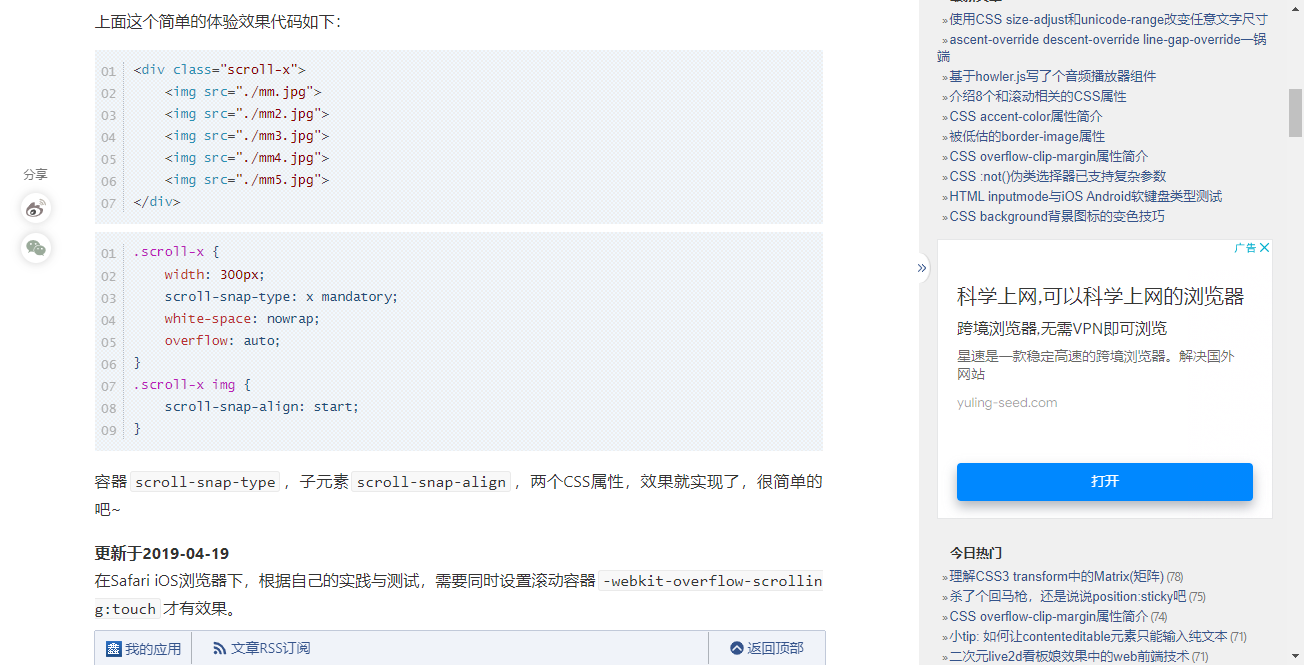 上面这个简单的体验效果代码如下：
01 <div class="scroll-x">
02 <img src="./mm.jpg">
03 <img src="./mm2.jpg">
04 <img src="./mm3.jpg">
05 <img src="./mm4.jpg">
06 <img src="./mm5.jpg">
07 </div>
分享
01 .scroll-x {
02 width: 300px;
03 scroll-snap-type: x mandatory;
04 white-space: nowrap;
05 overflow: auto;
06 }
07 .scroll-x img {
08 scroll-snap-align: start;
09 }
容器 scroll-snap-type ，子元素 scroll-snap-align ，两个CSS属性，效果就实现了，很简单的
吧~
更新于2019-04-19
在Safari iOS浏览器下，根据自己的实践与测试，需要同时设置滚动容器 -webkit-overflow-scrollin
g:touch 才有效果。
鑫 我的应用
文章RSS订阅
返回顶部
»使用CSS size-adjust和unicode-range改变任意文字尺寸
»ascent-override descent-override line-gap-override一锅
端
»基于howler.js写了个音频播放器组件
»介绍8个和滚动相关的CSS属性
»CSS accent-color属性简介
»被低估的border-image属性
»CSS overflow-clip-margin属性简介
»CSS :not()伪类选择器已支持复杂参数
»HTML inputmode与iOS Android软键盘类型测试
»CSS background背景图标的变色技巧
»
广告
科学上网,可以科学上网的浏览器
跨境浏览器,无需VPN即可浏览
星速是一款稳定高速的跨境浏览器。解决国外
网站
yuling-seed.com
打开
今日热门
»理解CSS3 transform中的Matrix(矩阵) (78)
»杀了个回马枪，还是说说position:sticky吧 (75)
»CSS overflow-clip-margin属性简介 (74)
»小tip: 如何让contenteditable元素只能输入纯文本 (71)
»二次元live2d看板娘效果中的web前端技术 (71)